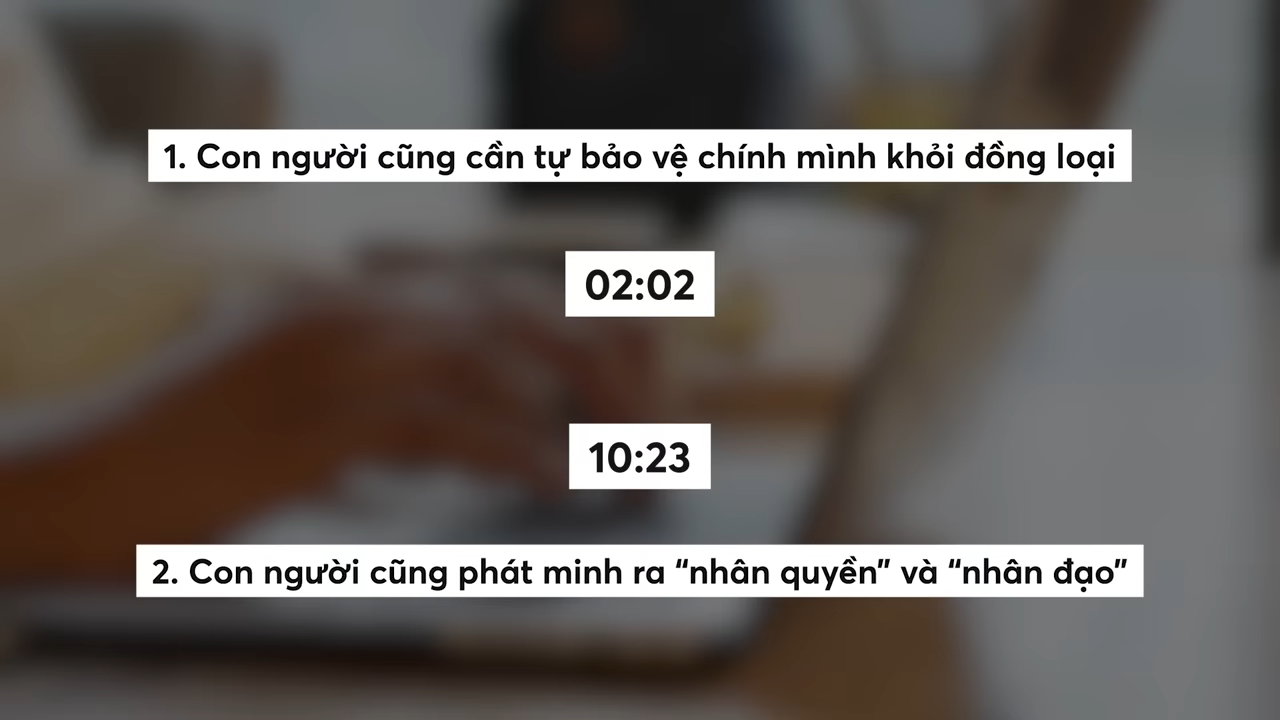 1. Con người cũng cần tự bảo vệ chính mình khỏi đồng loại
02:02
10:23
2. Con người cũng phát minh ra “nhân quyền” và “nhân đạo”